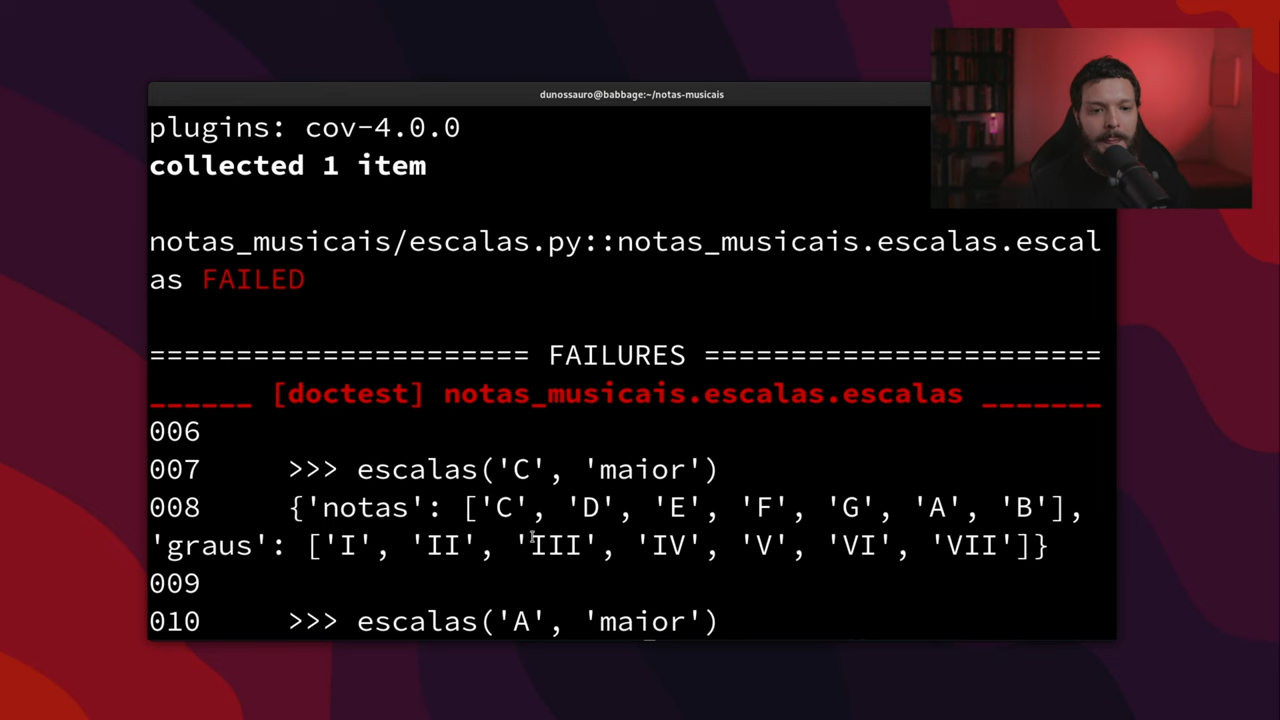 dunossauro@babbage:~/notas-musicais
plugins: cov-4.0.0
collected 1 item
notas_musicais/escalas.py::notas_musicais.escalas.escal
as FAILED
====================== FAILURES =======================
______ [doctest] notas_musicais.escalas.escalas _______
006
007     >>> escalas('C', 'maior')
008     {'notas': ['C', 'D', 'E', 'F', 'G', 'A', 'B'],
'graus': ['I', 'II', 'III', 'IV', 'V', 'VI', 'VII']}
009
010     >>> escalas('A', 'maior')